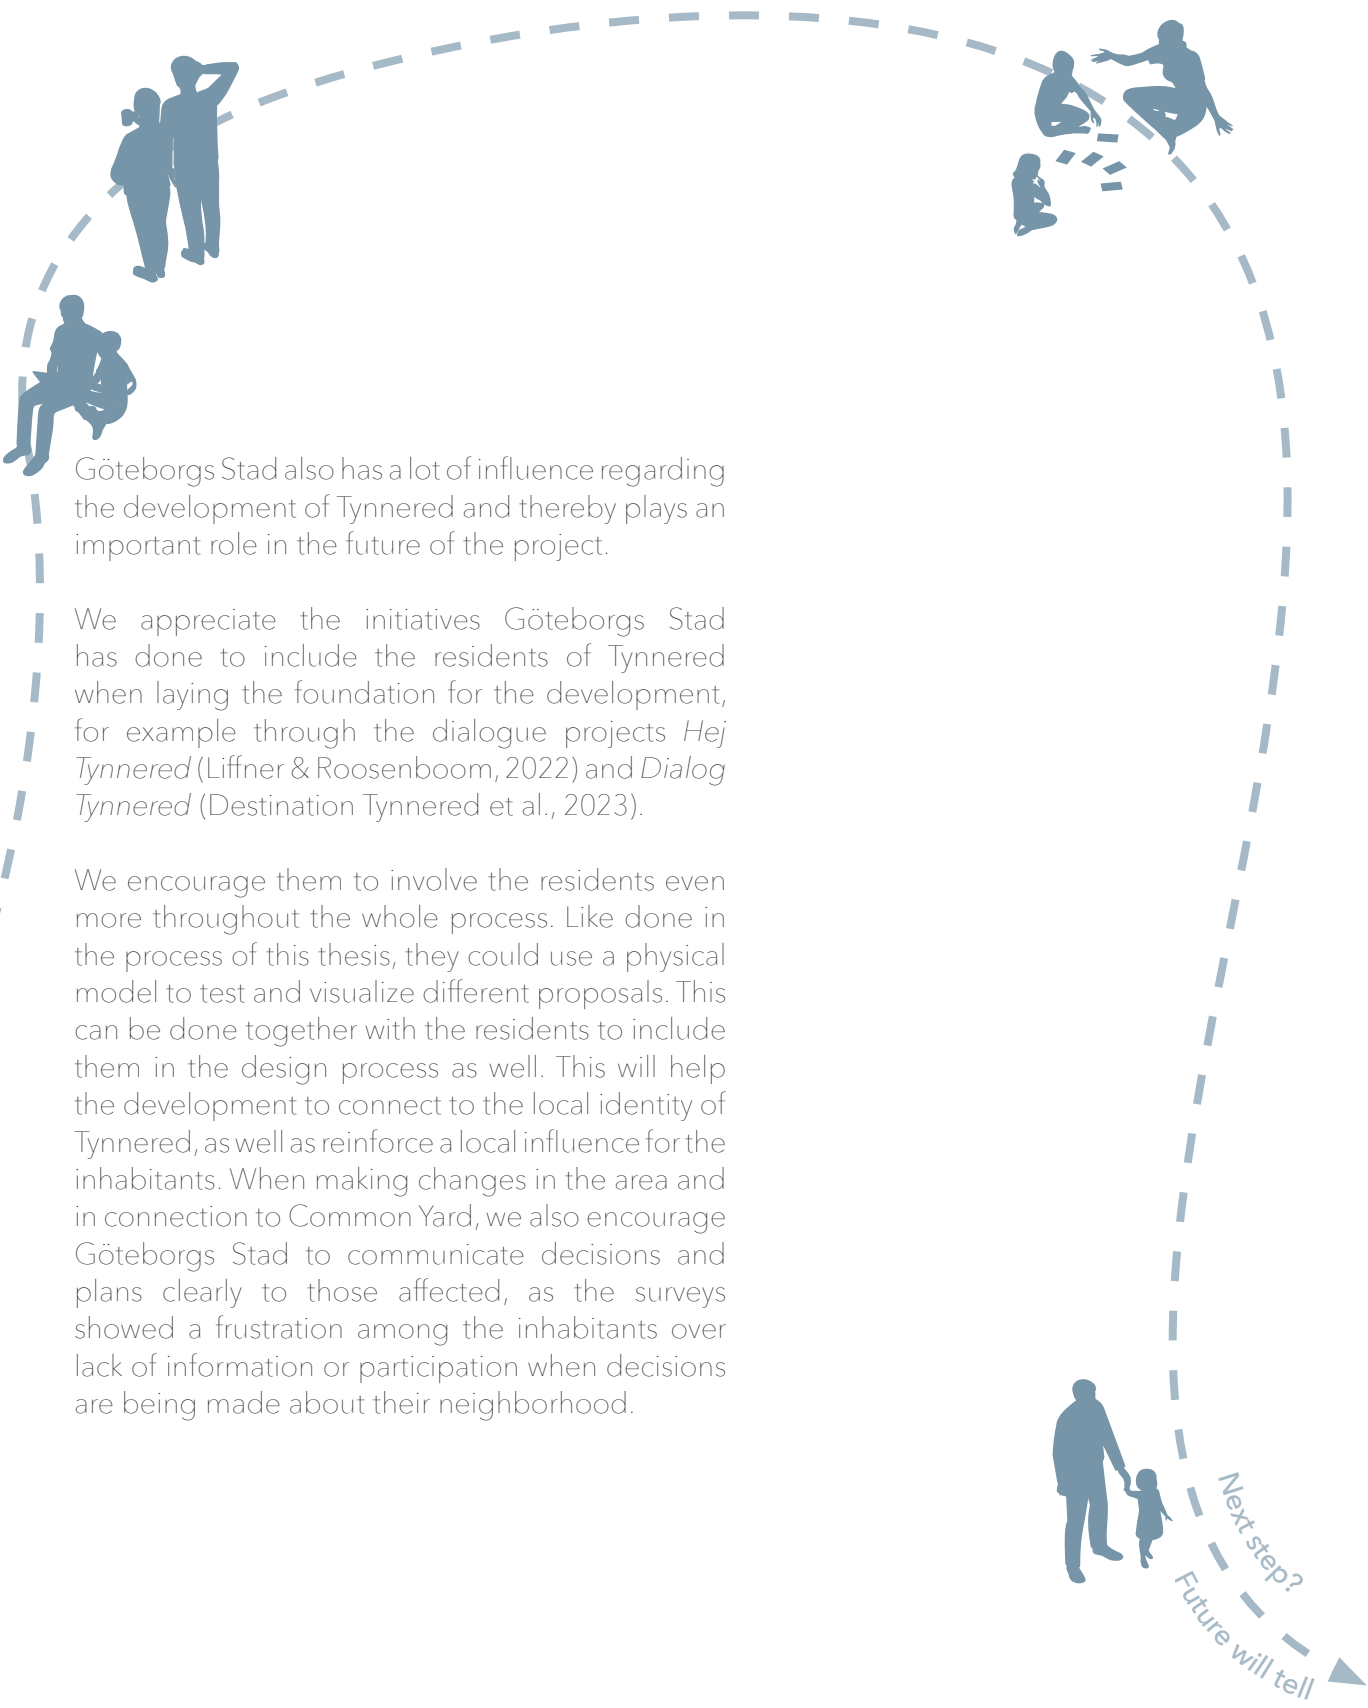 Göteborgs Stad also has a lot of influence regarding
the development of Tynnered and thereby plays an
important role in the future of the project.
We appreciate the initiatives Göteborgs Stad
has done to include the residents of Tynnered
when laying the foundation for the development,
for example through the dialogue projects Hej
Tynnered (Liffner & Roosenboom, 2022) and Dialog
Tynnered (Destination Tynnered et al., 2023).
We encourage them to involve the residents even
more throughout the whole process. Like done in
the process of this thesis, they could use a physical
model to test and visualize different proposals. This
can be done together with the residents to include
them in the design process as well. This will help
the development to connect to the local identity of
Tynnered, as well as reinforce a local influence for the
inhabitants. When making changes in the area and
in connection to Common Yard, we also encourage
Göteborgs Stad to communicate decisions and
plans clearly to those affected, as the surveys
showed a frustration among the inhabitants over
lack of information or participation when decisions
are being made about their neighborhood.
Next step?
Future will tell